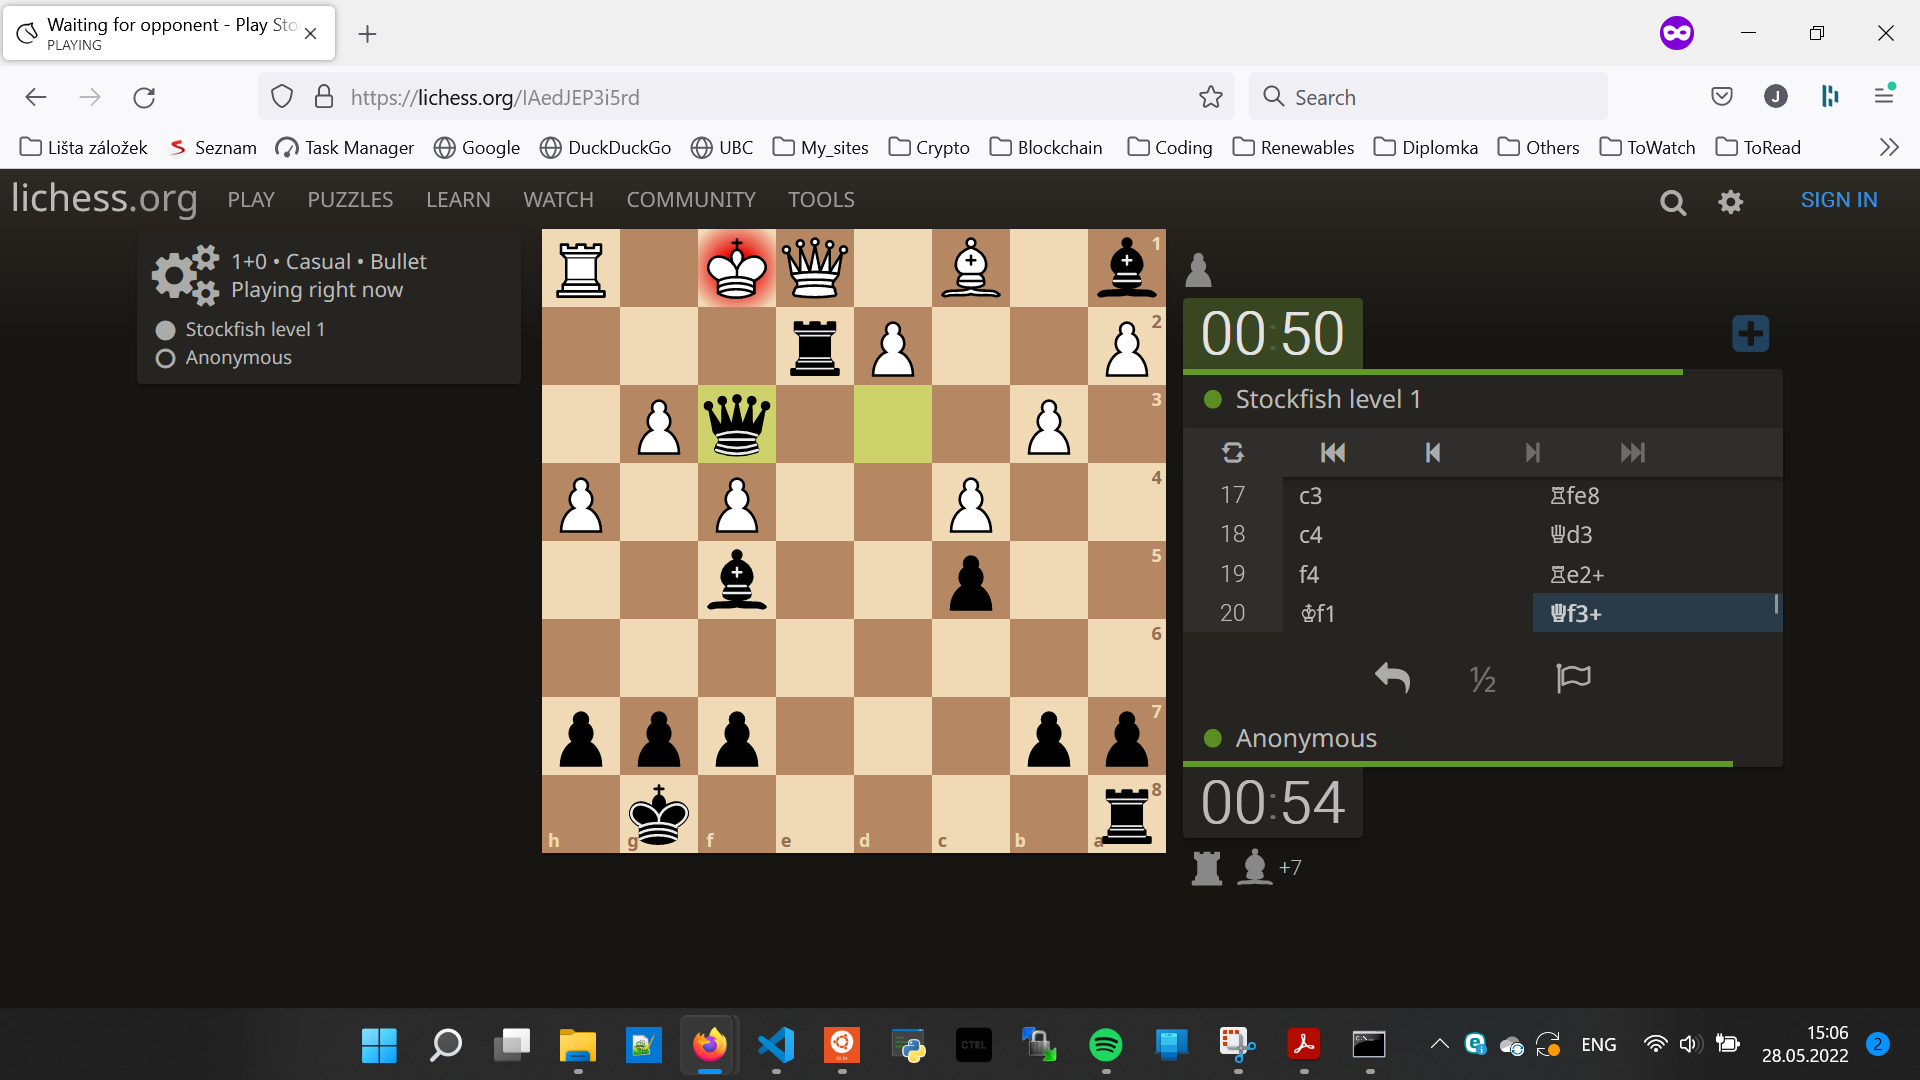 Waiting for opponent - Play Sto
PLAYING
https://lichess.org/IAedJEP3i5rd
Search
J
Lišta záložek Seznam Task Manager Google DuckDuckGo UBC My_sites Crypto Blockchain Coding Renewables Diplomka Others ToWatch ToRead
lichess.org PLAY PUZZLES LEARN WATCH COMMUNITY TOOLS SIGN IN
1+0 • Casual • Bullet
Playing right now
Stockfish level 1
Anonymous
1
2
3
4
5
6
7
8
h g f e d c b a
00:50
Stockfish level 1
17 c3 ♖fe8
18 c4 ♕d3
19 f4 ♖e2+
20 ♔f1 ♕f3+
½
Anonymous
00:54
+7
CTRL
ENG
15:06
28.05.2022
2